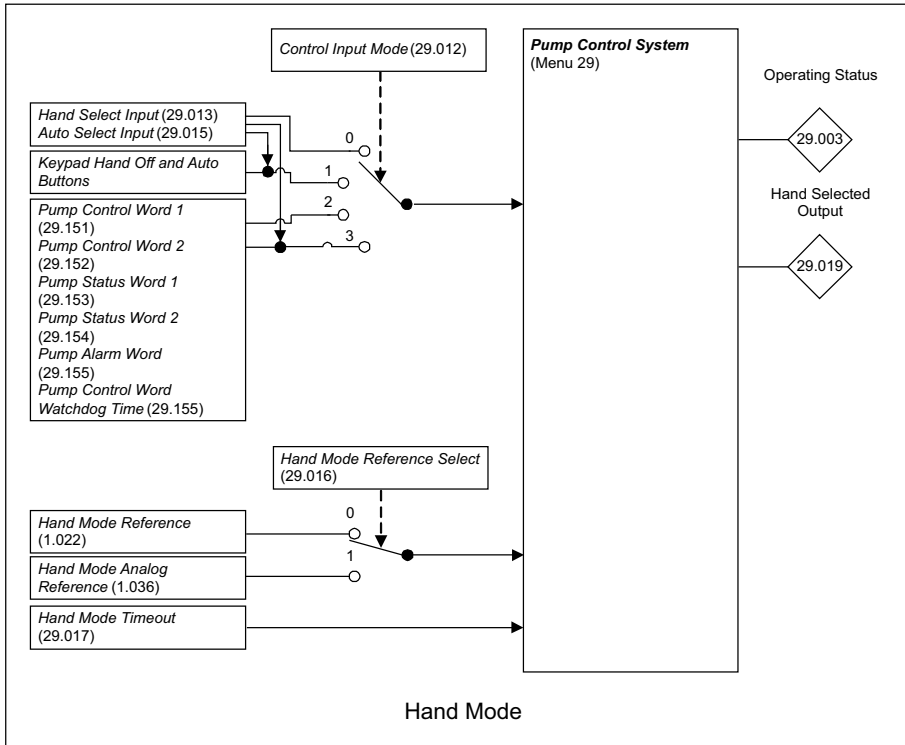 Control Input Mode (29.012)
Pump Control System
(Menu 29)
Operating Status
29.003
Hand Selected
Output
29.019
Hand Select Input (29.013)
Auto Select Input (29.015)
Keypad Hand Off and Auto
Buttons
Pump Control Word 1
(29.151)
Pump Control Word 2
(29.152)
Pump Status Word 1
(29.153)
Pump Status Word 2
(29.154)
Pump Alarm Word
(29.155)
Pump Control Word
Watchdog Time (29.155)
0
1
2
3
Hand Mode Reference Select
(29.016)
Hand Mode Reference
(1.022)
Hand Mode Analog
Reference (1.036)
0
1
Hand Mode Timeout
(29.017)
Hand Mode